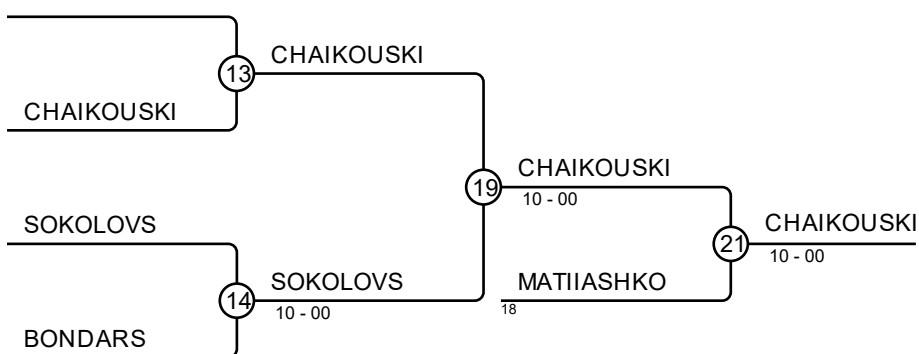 CHAIKOUSKI
13
CHAIKOUSKI
CHAIKOUSKI
19
10 - 00
SOKOLOVS
CHAIKOUSKI
21
10 - 00
SOKOLOVS
MATIIASHKO
14
10 - 00
18
BONDARS